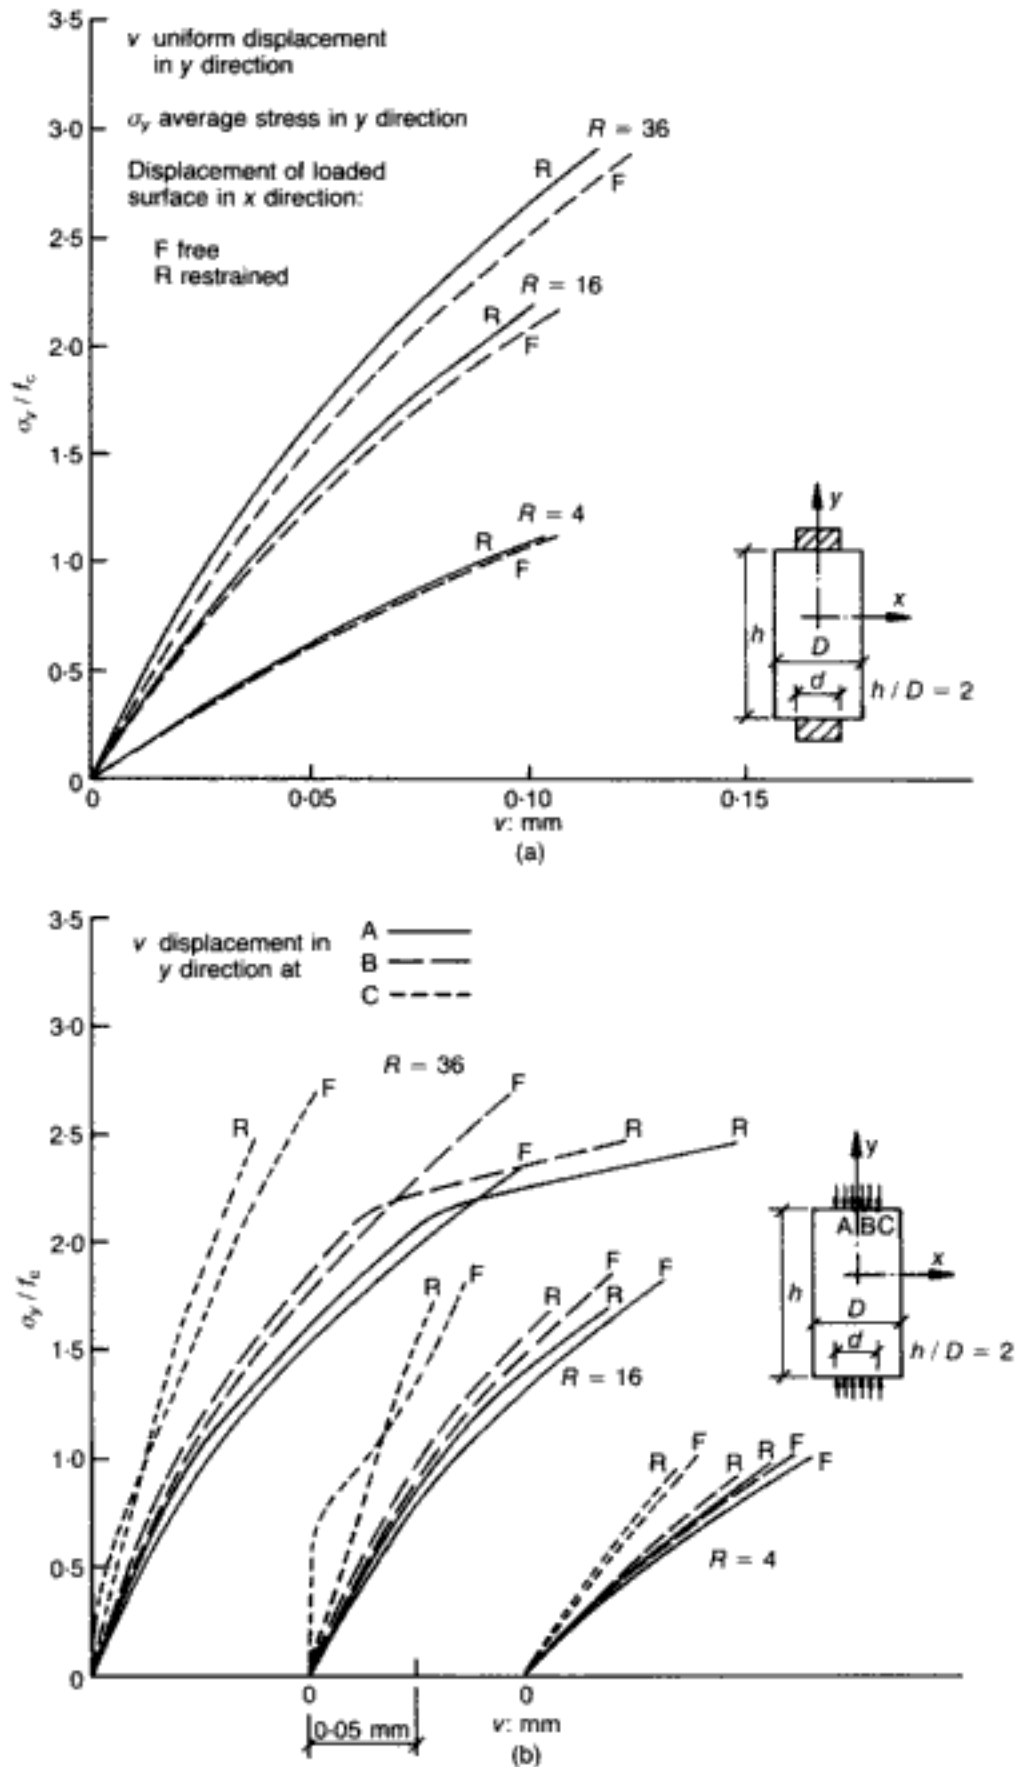 3·5
v uniform displacement
in y direction
σy average stress in y direction
3·0
R = 36
R
F
Displacement of loaded
surface in x direction:
2·5
F free
R restrained
R = 16
R
F
2·0
σy / fc
1·5
R = 4
R
F
1·0
y
x
h
D
d
h / D = 2
0·5
0
0
0·05
0·10
0·15
v: mm
(a)
3·5
v displacement in
y direction at
A
B
C
3·0
R = 36
F
F
R
2·5
R
R
F
y
A B C
x
h
D
d
h / D = 2
2·0
σy / fc
R
F
F
F
R
R
1·5
R = 16
1·0
R
F
R
R
F
F
R = 4
0·5
0
0
0
0·05 mm
v: mm
(b)